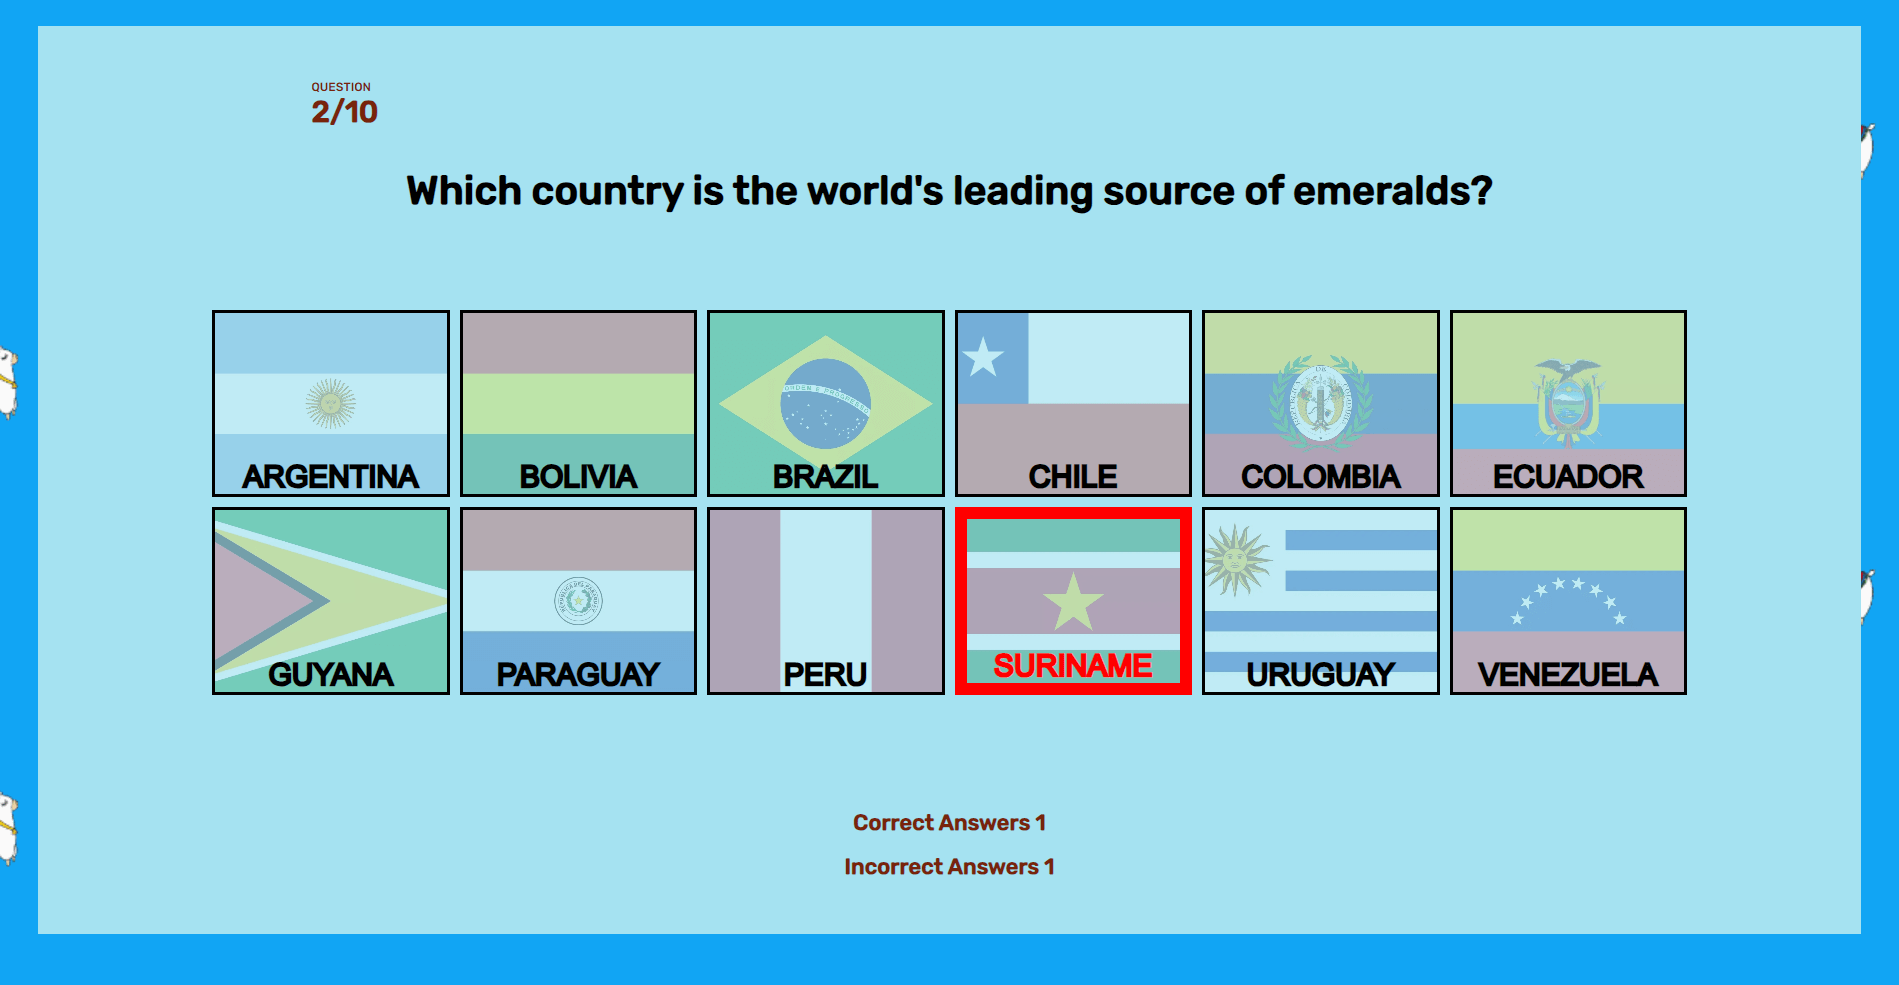 QUESTION
2/10
Which country is the world's leading source of emeralds?
ARGENTINA
BOLIVIA
BRAZIL
CHILE
COLOMBIA
ECUADOR
GUYANA
PARAGUAY
PERU
SURINAME
URUGUAY
VENEZUELA
Correct Answers 1
Incorrect Answers 1